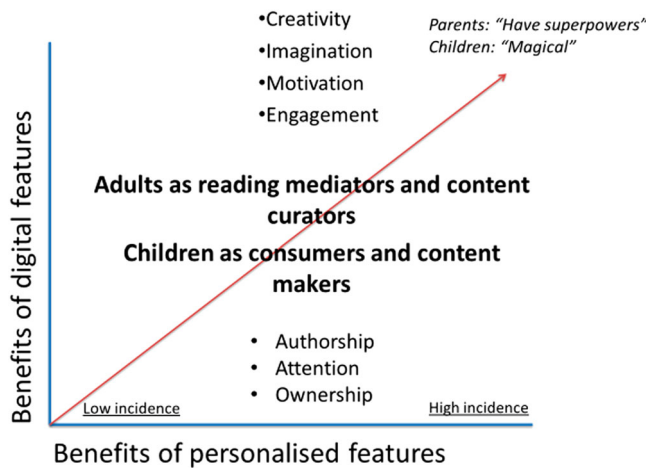 •Creativity
•Imagination
•Motivation
•Engagement
Parents: “Have superpowers”
Children: “Magical”
Benefits of digital features
Adults as reading mediators and content
curators
Children as consumers and content
makers
• Authorship
• Attention
• Ownership
Low incidence
High incidence
Benefits of personalised features